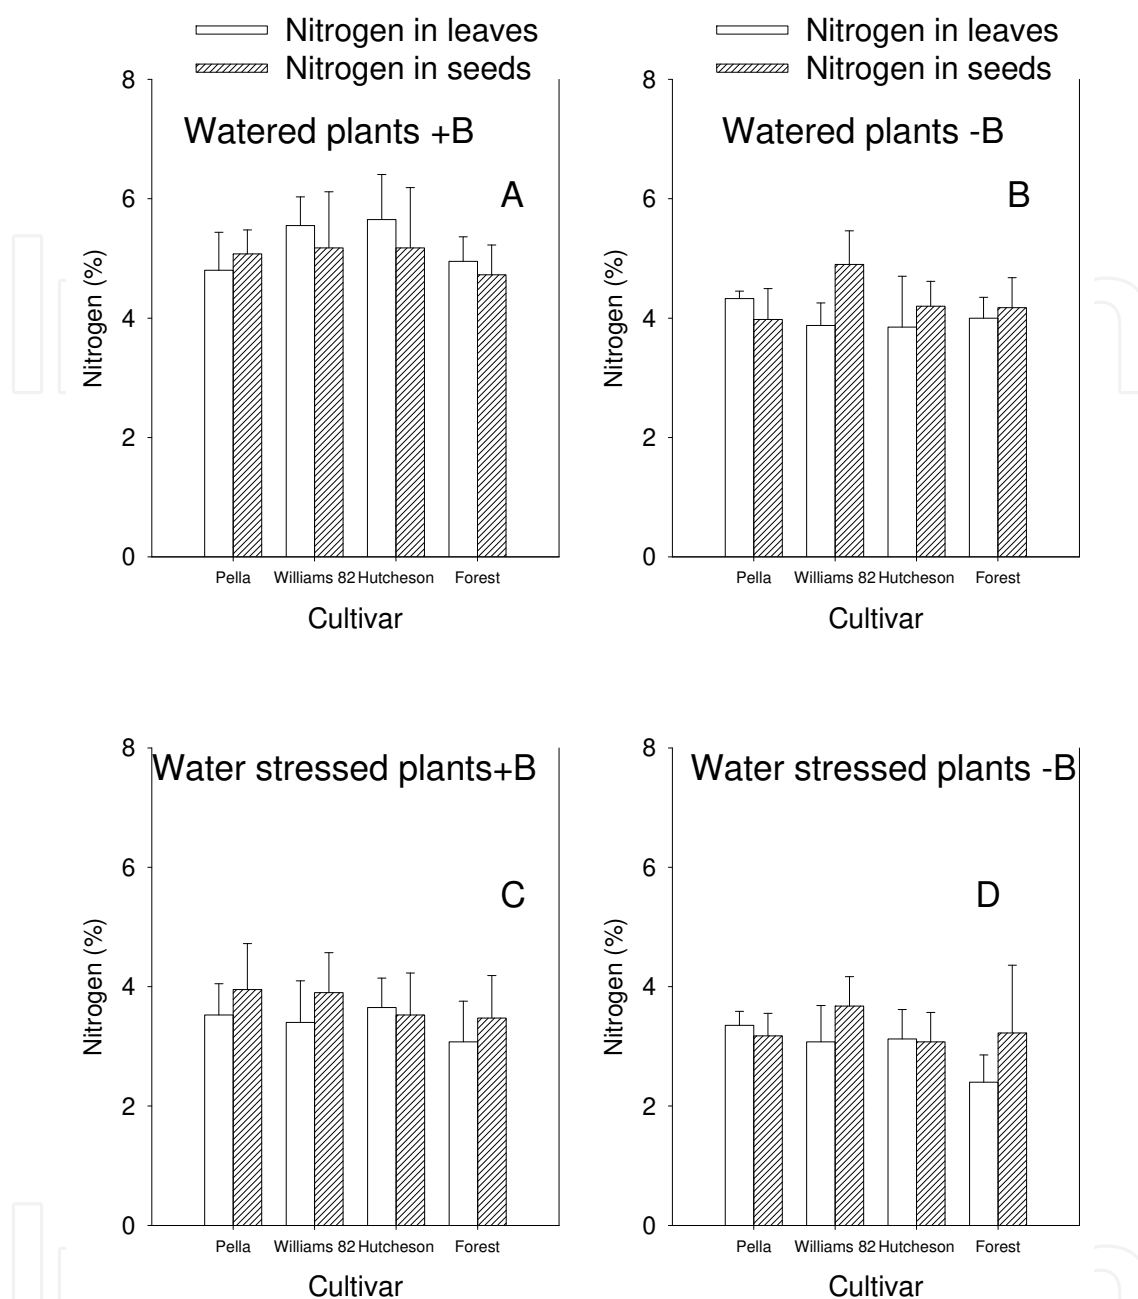 Nitrogen in leaves
Nitrogen in seeds
Watered plants +B
A
8
6
4
2
0
Nitrogen (%)
Pella Williams 82 Hutcheson Forest
Cultivar
Nitrogen in leaves
Nitrogen in seeds
Watered plants -B
B
8
6
4
2
0
Nitrogen (%)
Pella Williams 82 Hutcheson Forest
Cultivar
Water stressed plants+B
C
8
6
4
2
0
Nitrogen (%)
Pella Williams 82 Hutcheson Forest
Cultivar
Water stressed plants -B
D
8
6
4
2
0
Nitrogen (%)
Pella Williams 82 Hutcheson Forest
Cultivar